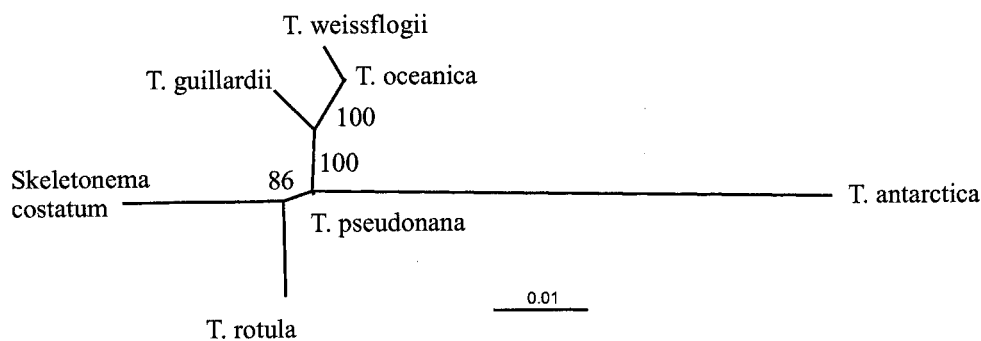 T. weissflogii
T. guillardii
T. oceanica
100
100
86
Skeletonema
costatum
T. antarctica
T. pseudonana
0.01
T. rotula